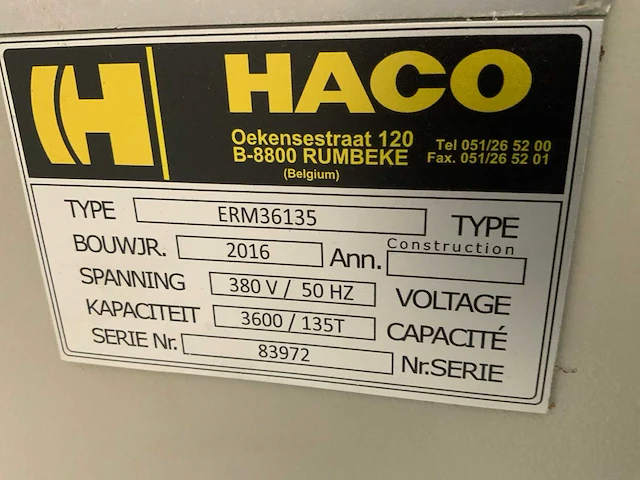 H HACO
Oekensestraat 120
B-8800 RUMBEKE
(Belgium)
Tel 051/26 52 00
Fax. 051/26 52 01
TYPE ERM36135 TYPE
BOUWJR. 2016 Ann. Construction
SPANNING 380 V / 50 HZ VOLTAGE
KAPACITEIT 3600 / 135T CAPACITÉ
SERIE Nr. 83972 Nr.SERIE